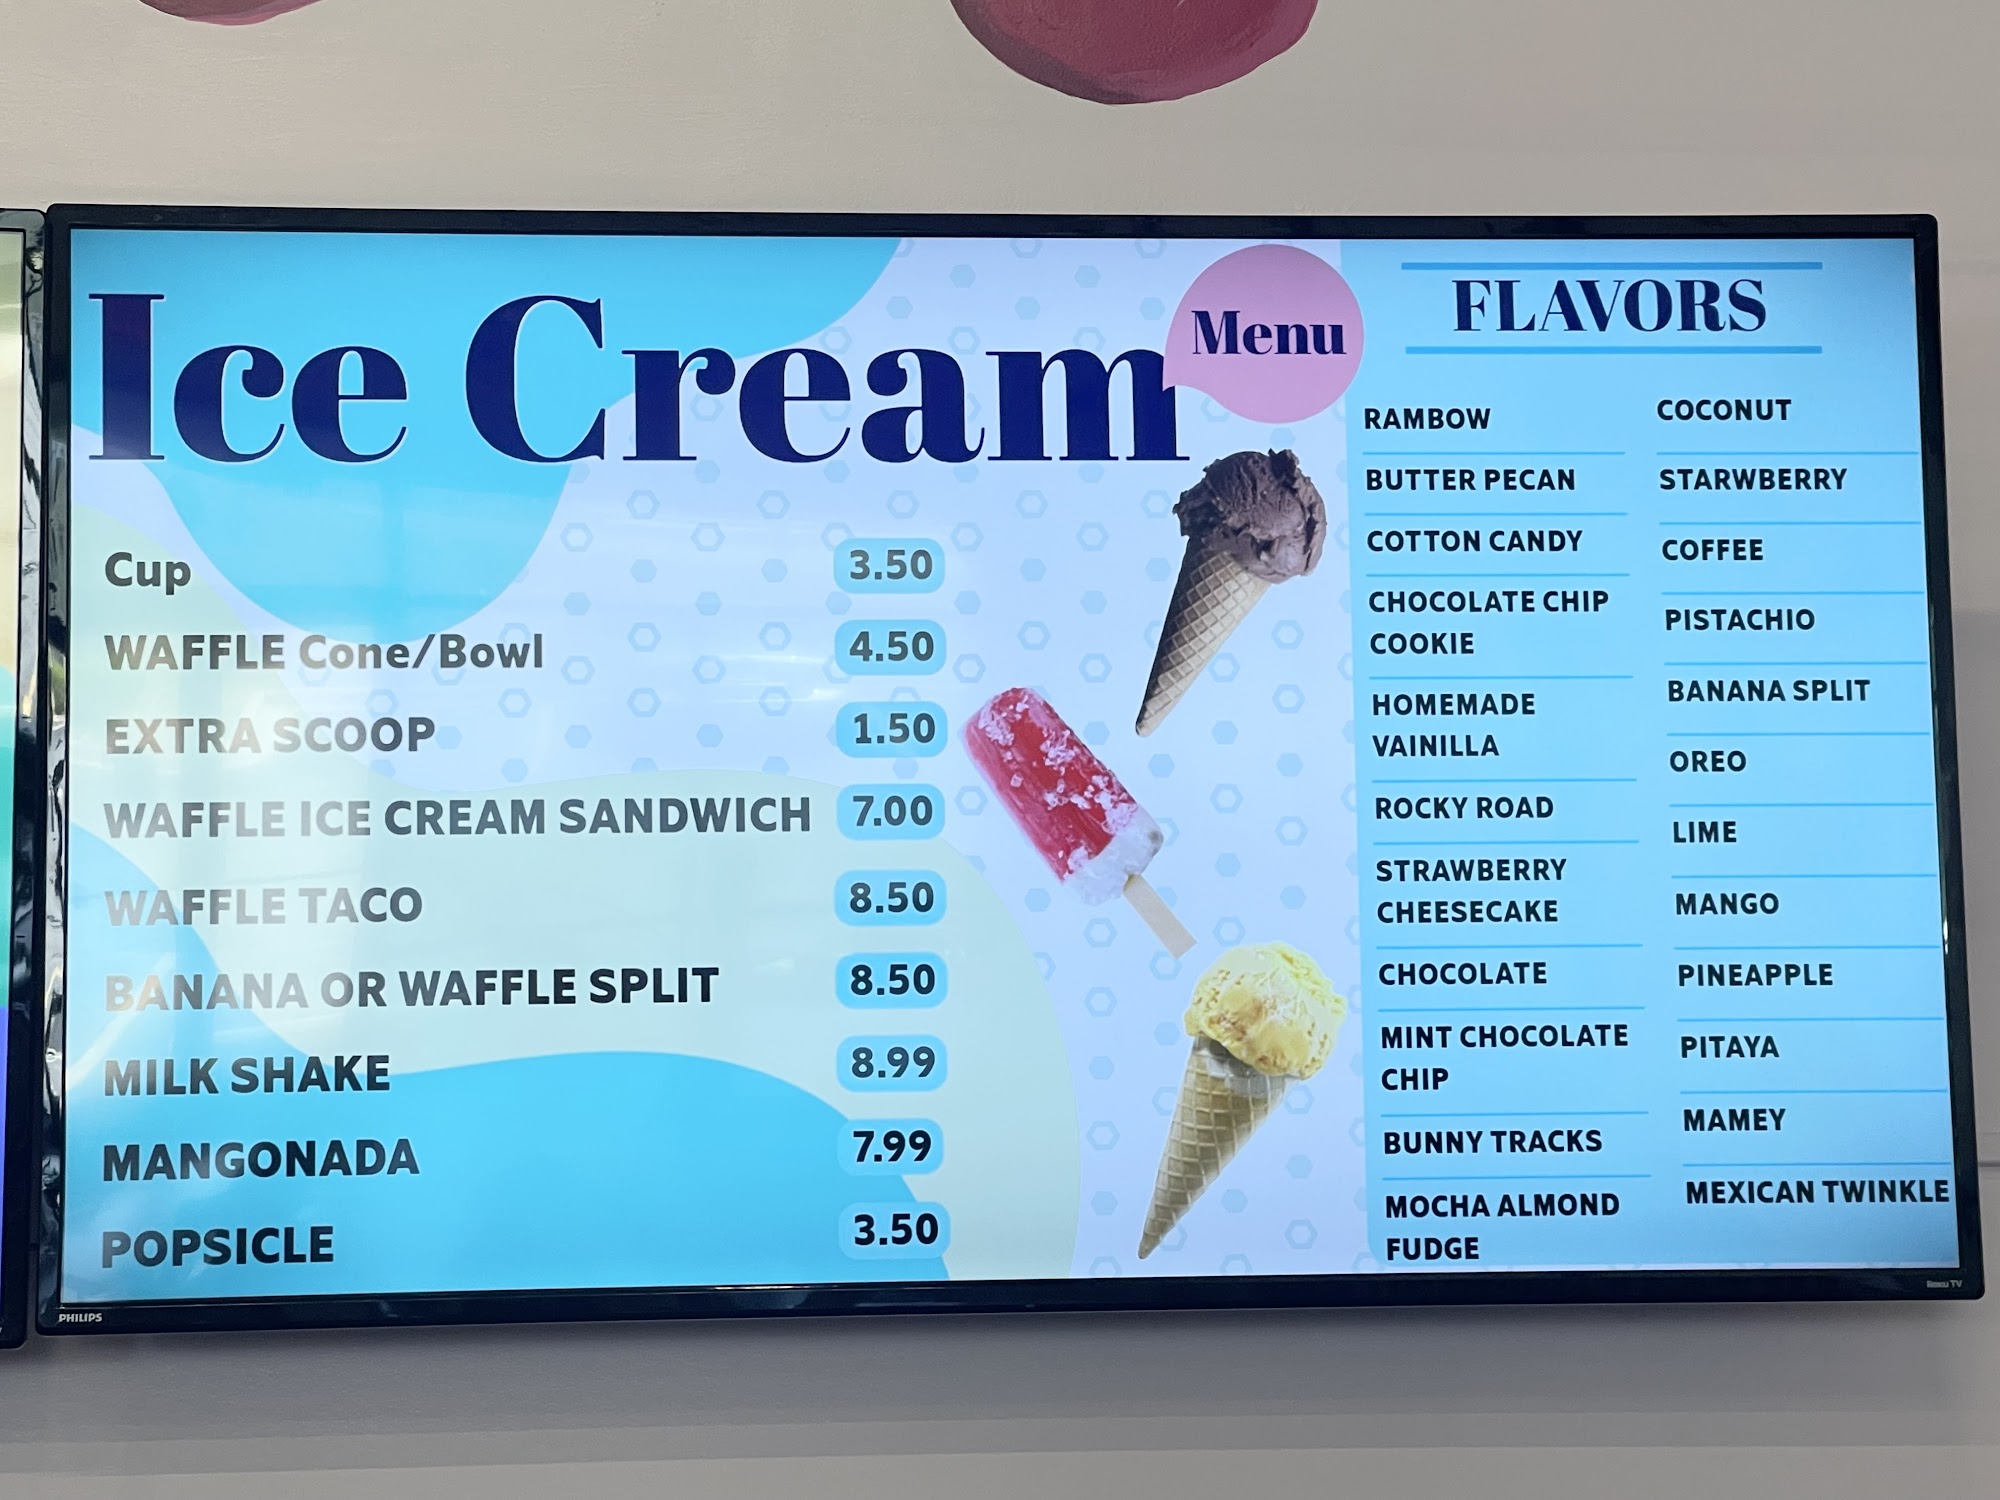 Ice Cream Menu
Cup 3.50
WAFFLE Cone/Bowl 4.50
EXTRA SCOOP 1.50
WAFFLE ICE CREAM SANDWICH 7.00
WAFFLE TACO 8.50
BANANA OR WAFFLE SPLIT 8.50
MILK SHAKE 8.99
MANGONADA 7.99
POPSICLE 3.50
FLAVORS
RAMBOW
BUTTER PECAN
COTTON CANDY
CHOCOLATE CHIP
COOKIE
HOMEMADE
VAINILLA
ROCKY ROAD
STRAWBERRY
CHEESECAKE
CHOCOLATE
MINT CHOCOLATE
CHIP
BUNNY TRACKS
MOCHA ALMOND
FUDGE
COCONUT
STARWBERRY
COFFEE
PISTACHIO
BANANA SPLIT
OREO
LIME
MANGO
PINEAPPLE
PITAYA
MAMEY
MEXICAN TWINKLE
PHILIPS
Roku TV